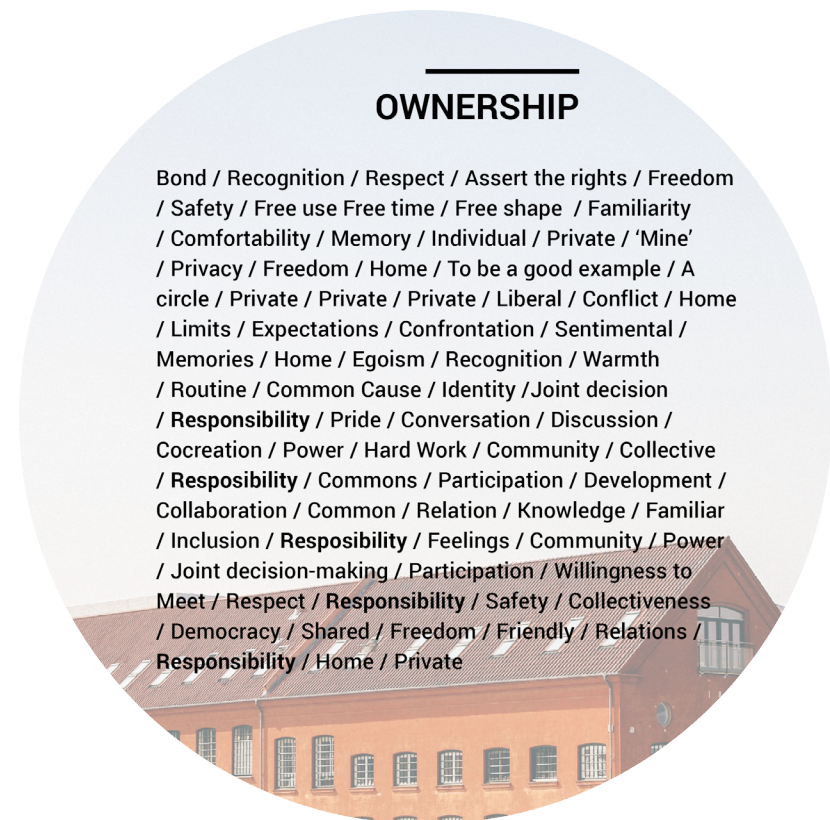 OWNERSHIP
Bond / Recognition / Respect / Assert the rights / Freedom
/ Safety / Free use Free time / Free shape  / Familiarity
/ Comfortability / Memory / Individual / Private / ‘Mine’
/ Privacy / Freedom / Home / To be a good example / A
circle / Private / Private / Private / Liberal / Conflict / Home
/ Limits / Expectations / Confrontation / Sentimental /
Memories / Home / Egoism / Recognition / Warmth
/ Routine / Common Cause / Identity /Joint decision
/ Responsibility / Pride / Conversation / Discussion /
Cocreation / Power / Hard Work / Community / Collective
/ Resposibility / Commons / Participation / Development /
Collaboration / Common / Relation / Knowledge / Familiar
/ Inclusion / Resposibility / Feelings / Community / Power
/ Joint decision-making / Participation / Willingness to
Meet / Respect / Responsibility / Safety / Collectiveness
/ Democracy / Shared / Freedom / Friendly / Relations /
Responsibility / Home / Private